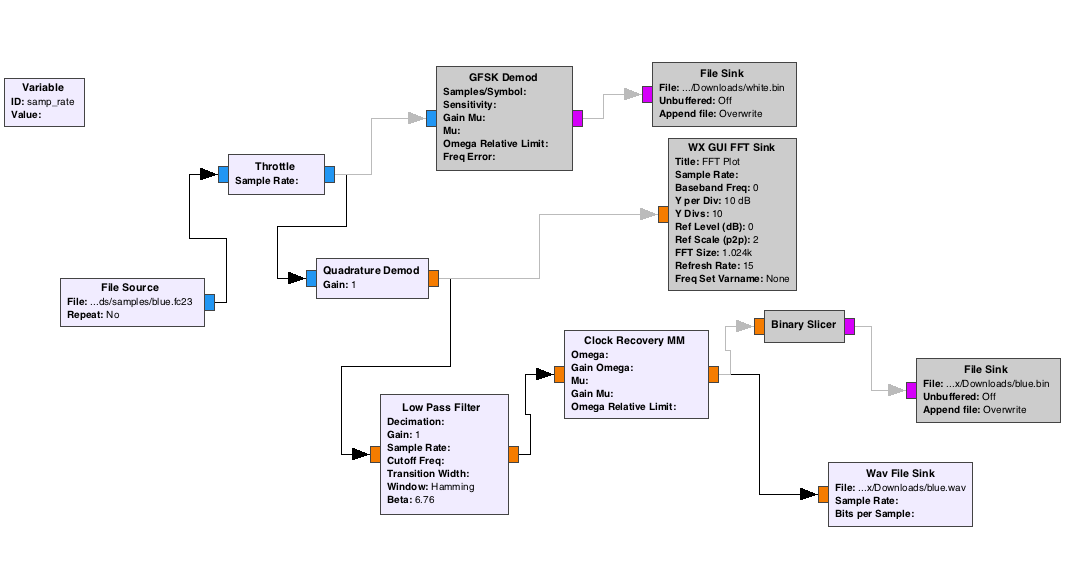 Variable
ID: samp_rate
Value:
GFSK Demod
Samples/Symbol:
Sensitivity:
Gain Mu:
Mu:
Omega Relative Limit:
Freq Error:
File Sink
File: .../Downloads/white.bin
Unbuffered: Off
Append file: Overwrite
WX GUI FFT Sink
Title: FFT Plot
Sample Rate:
Baseband Freq: 0
Y per Div: 10 dB
Y Divs: 10
Ref Level (dB): 0
Ref Scale (p2p): 2
FFT Size: 1.024k
Refresh Rate: 15
Freq Set Varname: None
Throttle
Sample Rate:
Quadrature Demod
Gain: 1
File Source
File: ...ds/samples/blue.fc23
Repeat: No
Clock Recovery MM
Omega:
Gain Omega:
Mu:
Gain Mu:
Omega Relative Limit:
Binary Slicer
File Sink
File: ...x/Downloads/blue.bin
Unbuffered: Off
Append file: Overwrite
Low Pass Filter
Decimation:
Gain: 1
Sample Rate:
Cutoff Freq:
Transition Width:
Window: Hamming
Beta: 6.76
Wav File Sink
File: ...x/Downloads/blue.wav
Sample Rate:
Bits per Sample: